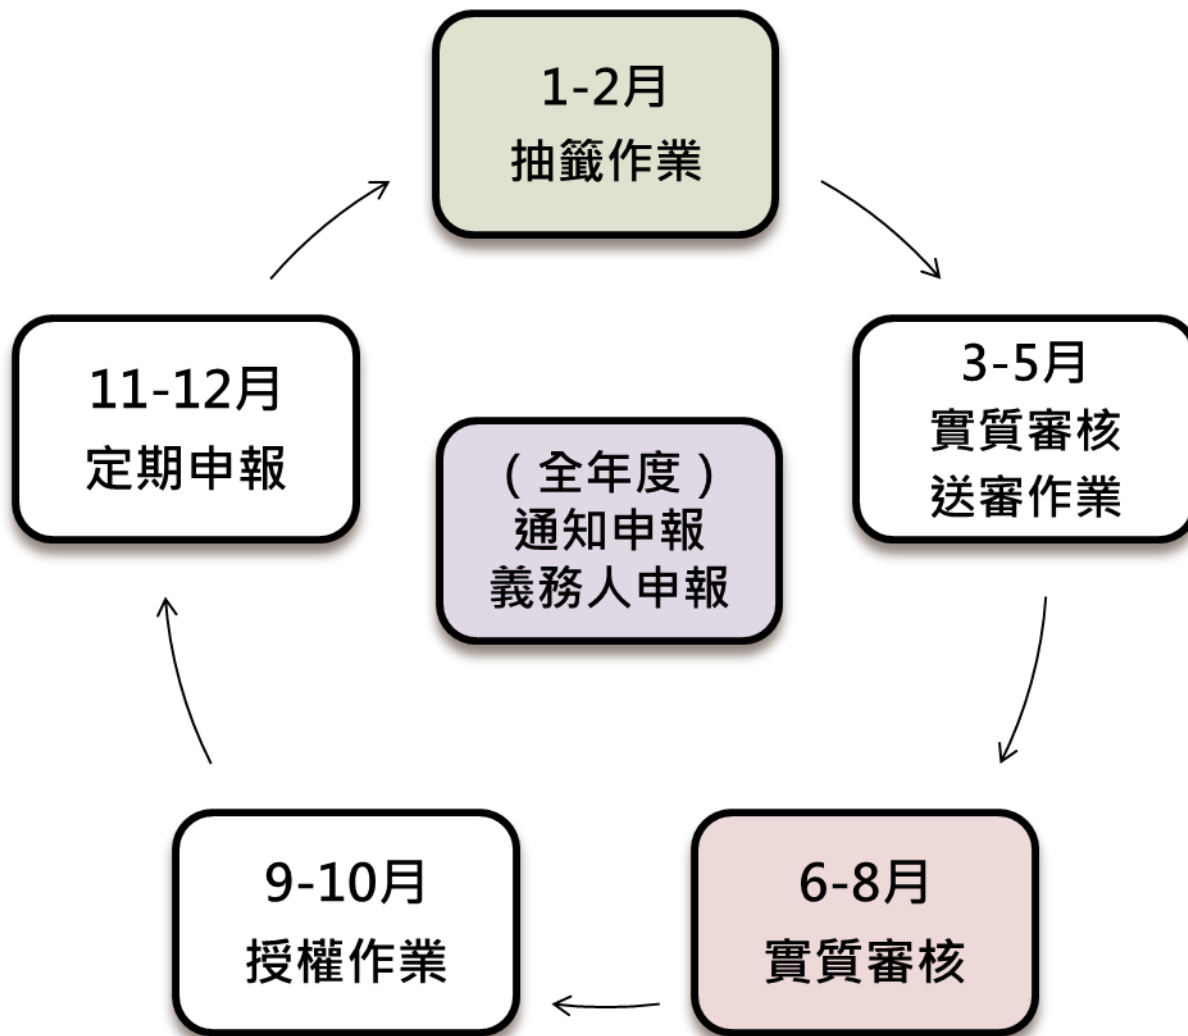 1-2月
抽籤作業
3-5月
實質審核
送審作業
6-8月
實質審核
9-10月
授權作業
11-12月
定期申報
（全年度）
通知申報
義務人申報